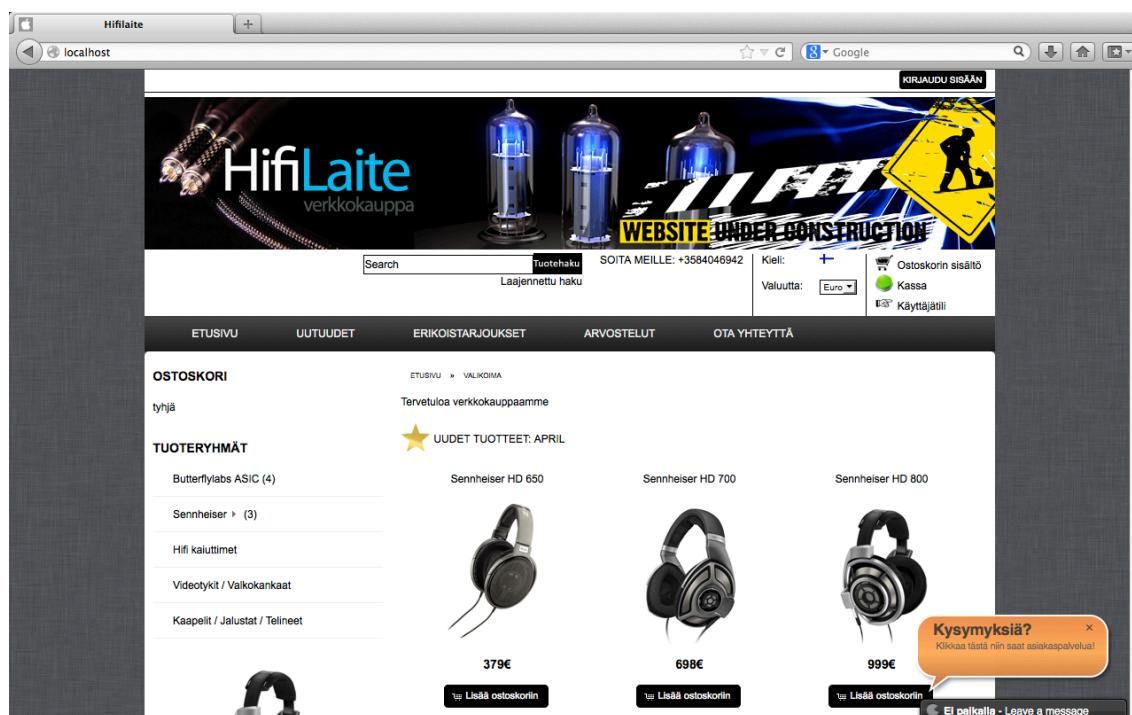 Hifilaite
localhost
Google
KIRJAUDU SISÄÄN
HifiLaite
verkkokauppa
WEBSITE UNDER CONSTRUCTION
Search
Tuotehaku
Laajennettu haku
SOITA MEILLE: +3584046942
Kieli:
Valuutta:
Euro
Ostoskorin sisältö
Kassa
Käyttäjätili
ETUSIVU
UUTUUDET
ERIKOISTARJOUKSET
ARVOSTELUT
OTA YHTEYTTÄ
OSTOSKORI
tyhjä
TUOTERYHMÄT
Butterflylabs ASIC (4)
Sennheiser (3)
Hifi kaiuttimet
Videotykit / Valkokankaat
Kaapelit / Jalustat / Telineet
ETUSIVU » VALIKOIMA
Tervetuloa verkkokauppaamme
UUDET TUOTTEET: APRIL
Sennheiser HD 650
Sennheiser HD 700
Sennheiser HD 800
379€
698€
999€
Lisää ostoskoriin
Lisää ostoskoriin
Lisää ostoskoriin
Kysymyksiä?
Klikkaa tästä niin saat asiakaspalvelua!
Ei paikalla - Leave a message